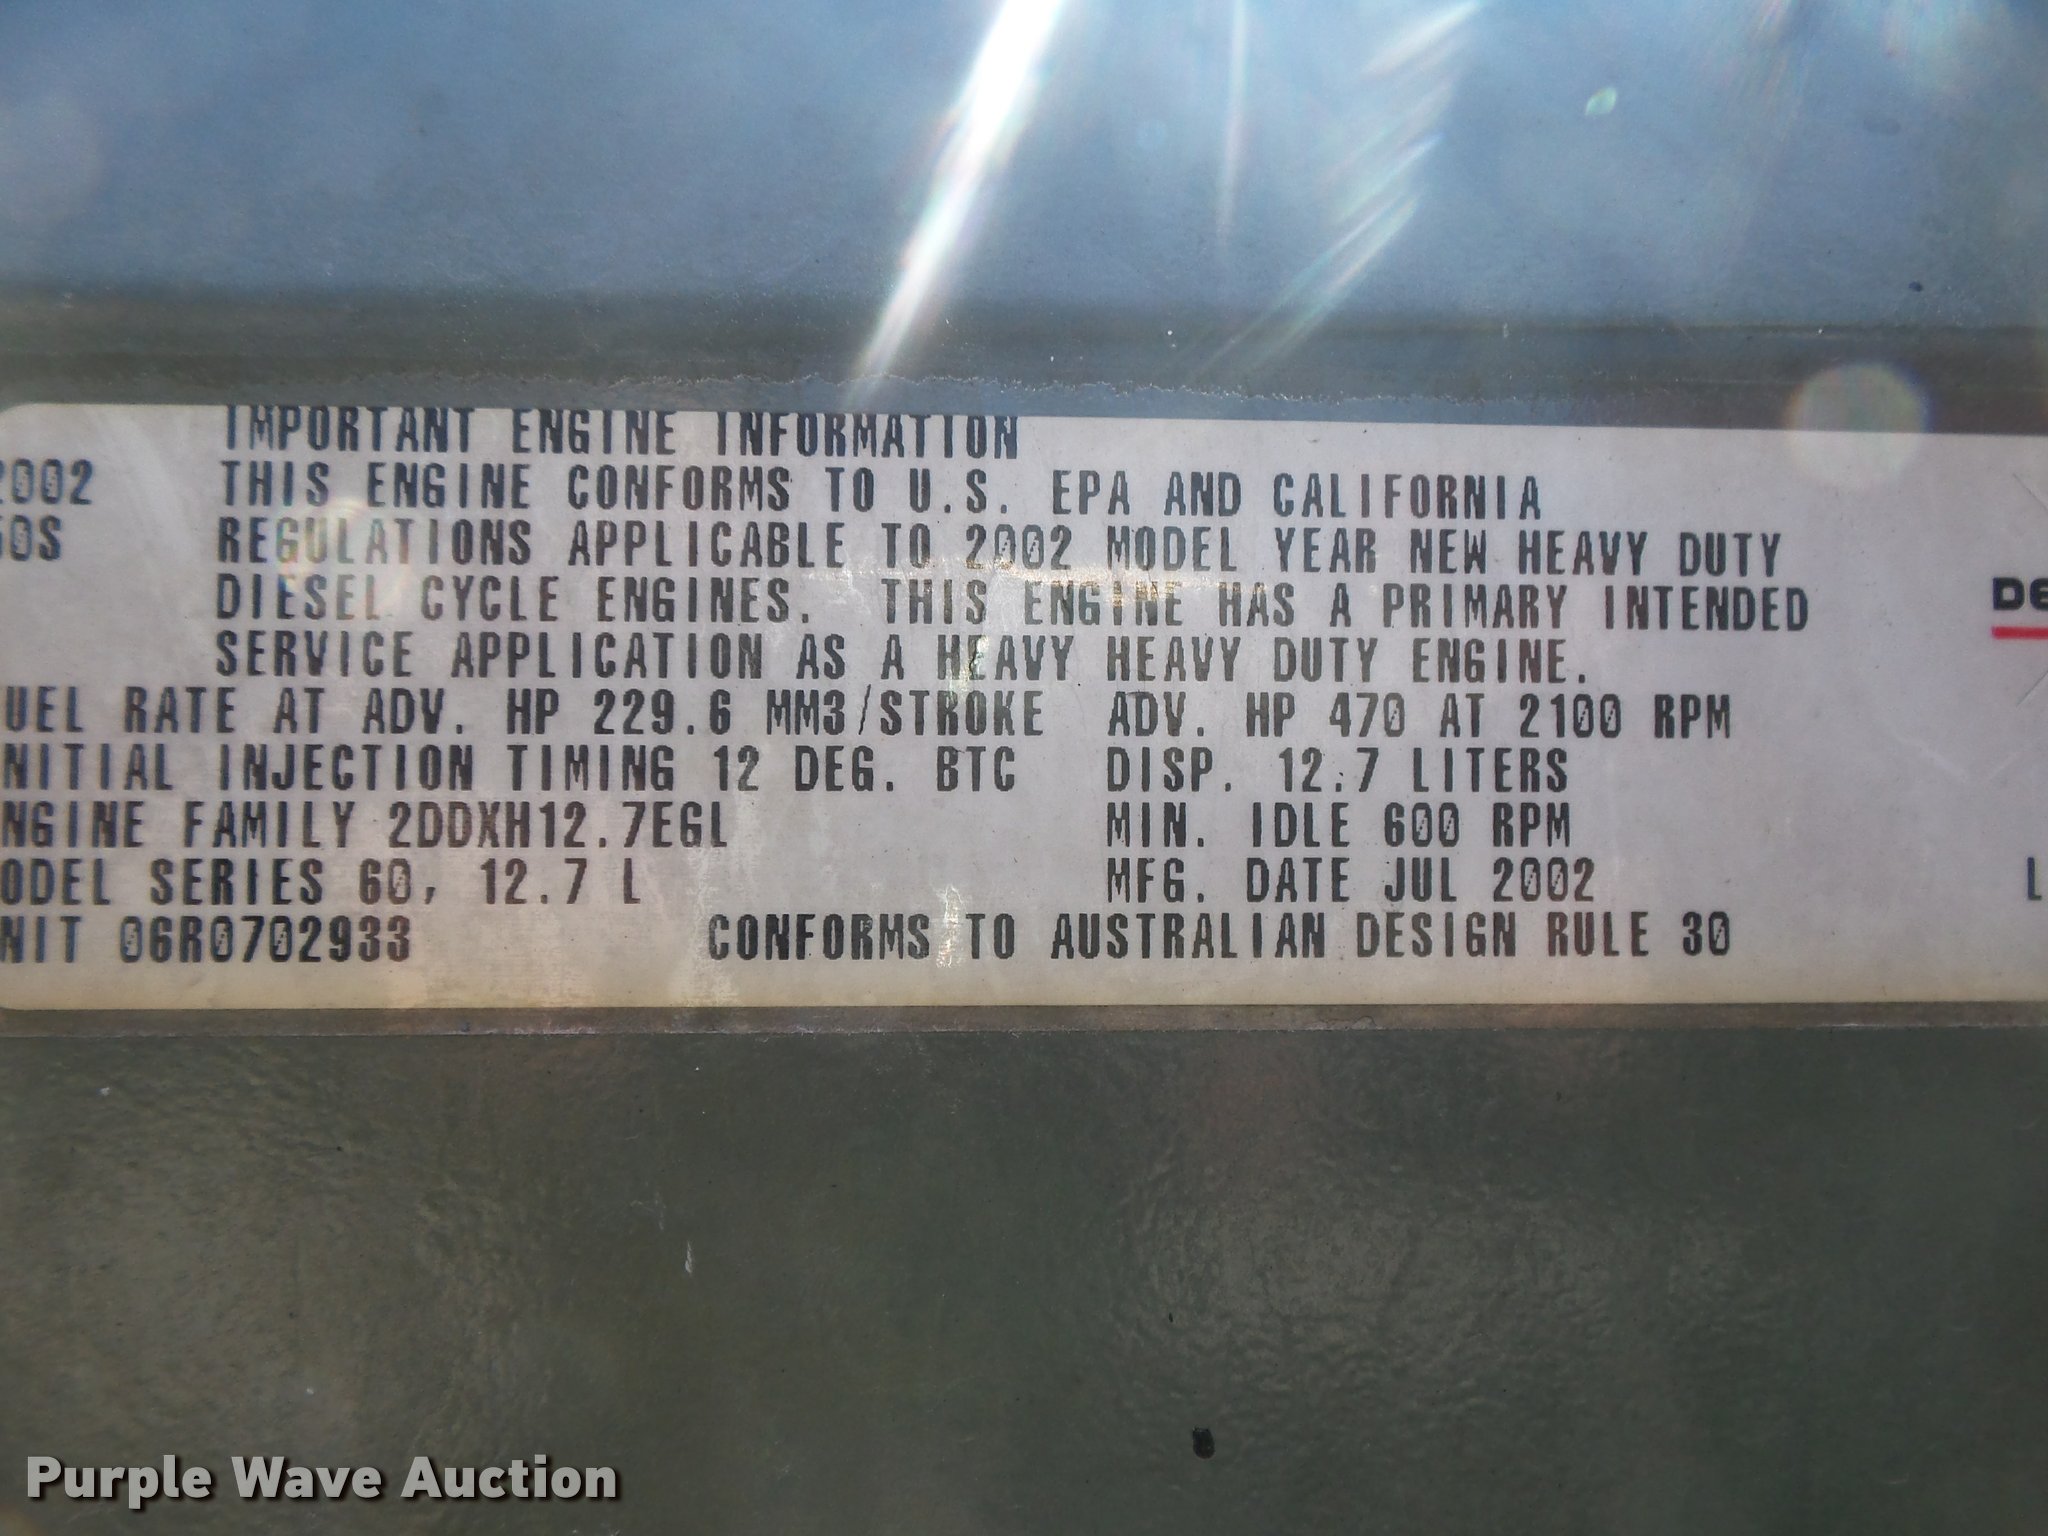 IMPORTANT ENGINE INFORMATION
2002 THIS ENGINE CONFORMS TO U.S. EPA AND CALIFORNIA
60S REGULATIONS APPLICABLE TO 2002 MODEL YEAR NEW HEAVY DUTY
DIESEL CYCLE ENGINES. THIS ENGINE HAS A PRIMARY INTENDED
SERVICE APPLICATION AS A HEAVY HEAVY DUTY ENGINE.
UEL RATE AT ADV. HP 229.6 MM3/STROKE ADV. HP 470 AT 2100 RPM
NITIAL INJECTION TIMING 12 DEG. BTC DISP. 12.7 LITERS
NGINE FAMILY 2DDXH12.7EGL MIN. IDLE 600 RPM
ODEL SERIES 60, 12.7 L MFG. DATE JUL 2002
NIT 06R0702933 CONFORMS TO AUSTRALIAN DESIGN RULE 30
DE
L
Purple Wave Auction